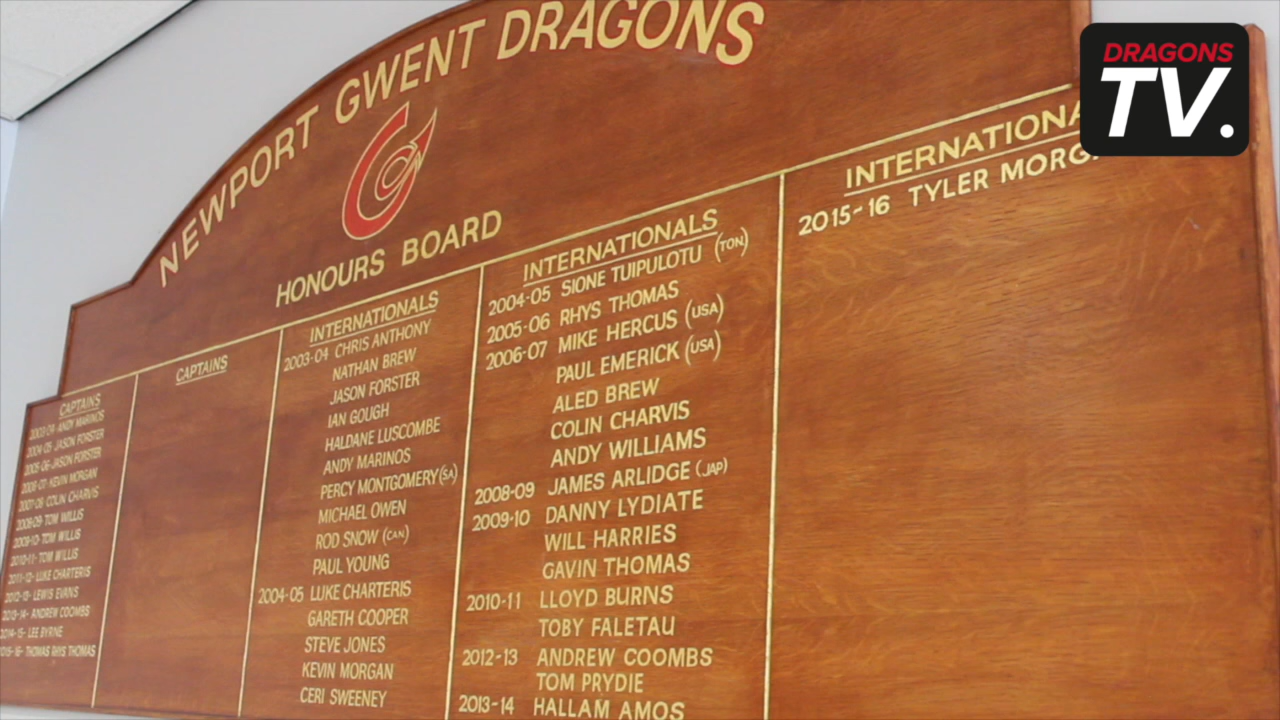 NEWPORT GWENT DRAGONS
HONOURS BOARD
CAPTAINS
2003-04- ANDY MARINOS
2004-05- JASON FORSTER
2005-06- JASON FORSTER
2006-07- KEVIN MORGAN
2007-08- COLIN CHARVIS
2008-09- TOM WILLIS
2009-10- TOM WILLIS
2010-11- TOM WILLIS
2011-12- LUKE CHARTERIS
2012-13- LEWIS EVANS
2013-14- ANDREW COOMBS
2014-15- LEE BYRNE
2015-16- THOMAS RHYS THOMAS
CAPTAINS
INTERNATIONALS
2003-04 CHRIS ANTHONY
NATHAN BREW
JASON FORSTER
IAN GOUGH
HALDANE LUSCOMBE
ANDY MARINOS
PERCY MONTGOMERY (SA)
MICHAEL OWEN
ROD SNOW (CAN)
PAUL YOUNG
2004-05 LUKE CHARTERIS
GARETH COOPER
STEVE JONES
KEVIN MORGAN
CERI SWEENEY
INTERNATIONALS
2004-05 SIONE TUIPULOTU (TON)
2005-06 RHYS THOMAS
2006-07 MIKE HERCUS (USA)
PAUL EMERICK (USA)
ALED BREW
COLIN CHARVIS
ANDY WILLIAMS
2008-09 JAMES ARLIDGE (JAP)
2009-10 DANNY LYDIATE
WILL HARRIES
GAVIN THOMAS
2010-11 LLOYD BURNS
TOBY FALETAU
2012-13 ANDREW COOMBS
TOM PRYDIE
2013-14 HALLAM AMOS
INTERNATIONA
2015-16 TYLER MORG
DRAGONS
TV.